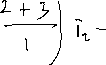 2 + 3
1
) i₂ -